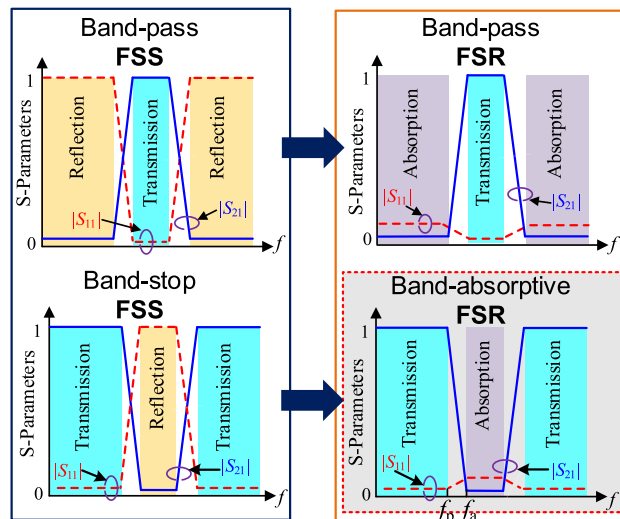 Band-pass
FSS
S-Parameters
1
0
Reflection
Transmission
Reflection
|S11|
|S21|
f
Band-pass
FSR
S-Parameters
1
0
Absorption
Transmission
Absorption
|S11|
|S21|
f
Band-stop
FSS
S-Parameters
1
0
Transmission
Reflection
Transmission
|S11|
|S21|
f
Band-absorptive
FSR
S-Parameters
1
0
Transmission
Absorption
Transmission
|S11|
|S21|
fp fa
f